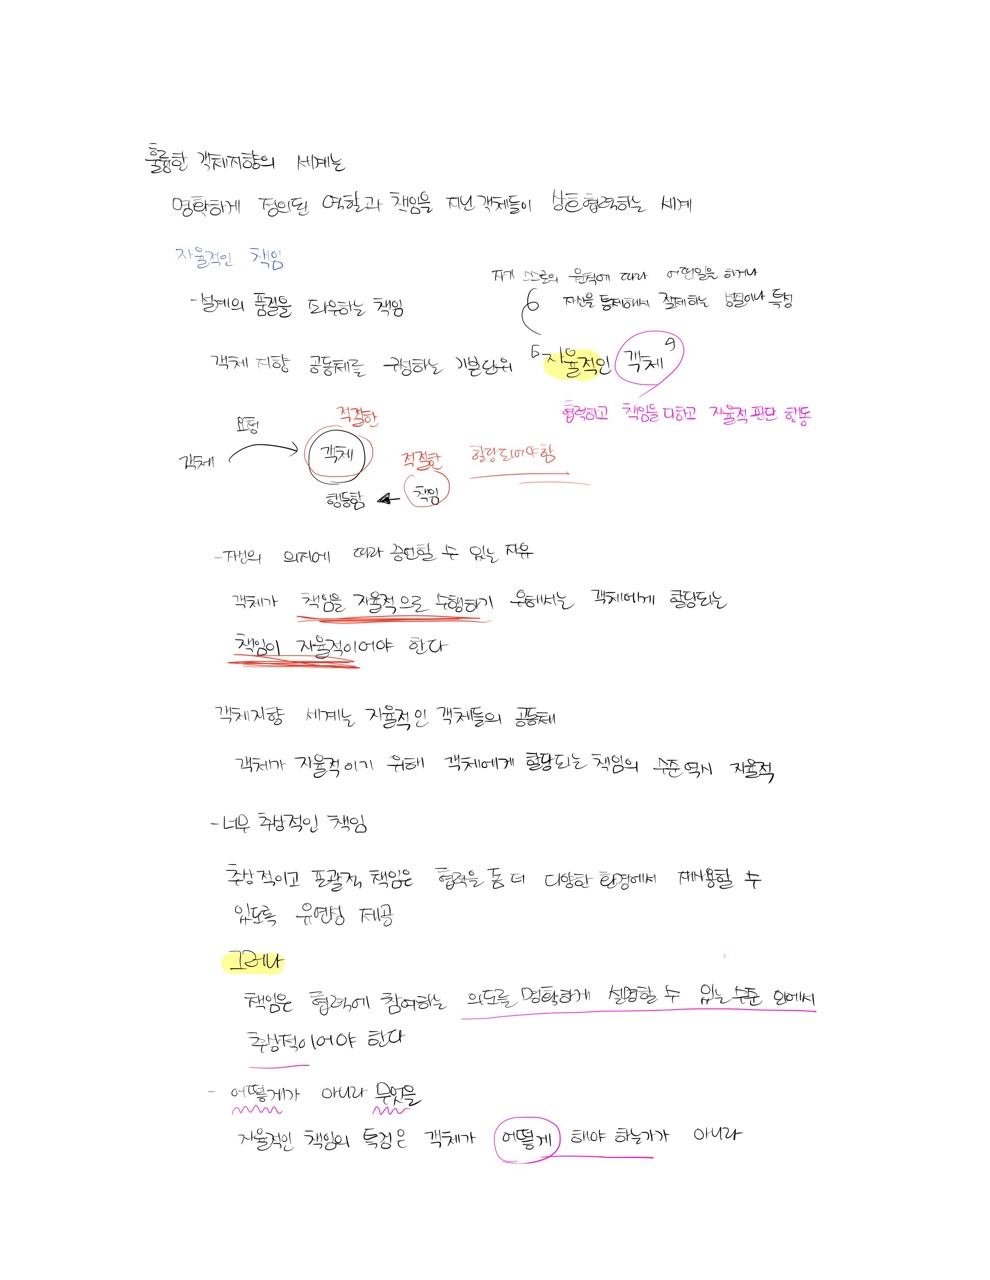 훌륭한 객체지향의 세계는
명확하게 정의된 역할과 책임을 지닌 객체들이 상호협력하는 세계
자율적인 책임
자기 스스로의 원칙에 따라 어떤일을 하거나
자신을 통제해서 절제하는 성질이나 특성
-설계의 품질을 좌우하는 책임
객체 지향 공동체를 구성하는 기본단위 "자율적인 객체"
협력하고 책임을 다하고 자율적 판단 행동
적절한
요청
객체
객체
적절한 할당되어야함
행동함 ← 책임
-자신의 의지에 따라 증언할 수 있는 자유
객체가 책임을 자율적으로 수행하기 위해서는 객체에게 할당되는
책임이 자율적이어야 한다
객체지향 세계는 자율적인 객체들의 공동체
객체가 자율적이기 위해 객체에게 할당되는 책임의 수준역시 자율적
-너무 추상적인 책임
추상적이고 포괄적 책임은 협력을 좀 더 다양한 환경에서 재사용할 수
있도록 유연성 제공
그러나
책임은 협력에 참여하는 의도를 명확하게 설명할 수 있는 수준 안에서
추상적이어야 한다
- 어떻게가 아니라 무엇을
자율적인 책임의 특징은 객체가 어떻게 해야 하는가가 아니라